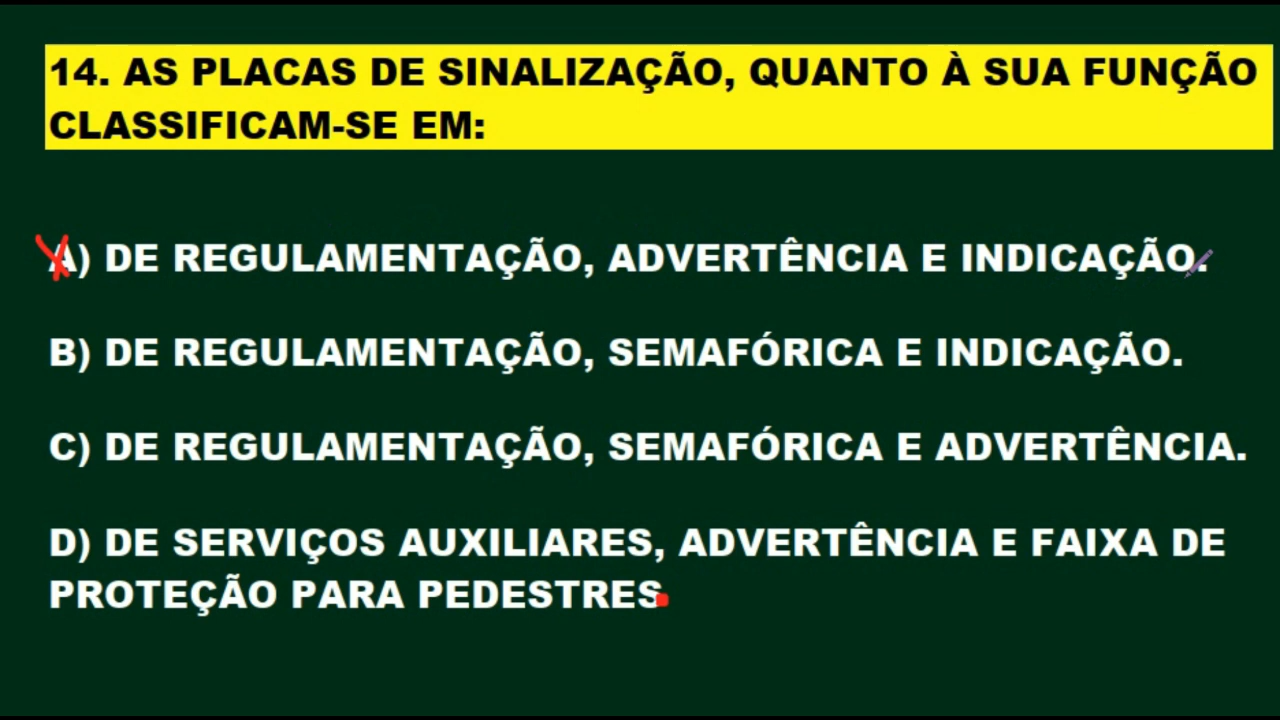 14. AS PLACAS DE SINALIZAÇÃO, QUANTO À SUA FUNÇÃO
CLASSIFICAM-SE EM:
A) DE REGULAMENTAÇÃO, ADVERTÊNCIA E INDICAÇÃO.
B) DE REGULAMENTAÇÃO, SEMAFÓRICA E INDICAÇÃO.
C) DE REGULAMENTAÇÃO, SEMAFÓRICA E ADVERTÊNCIA.
D) DE SERVIÇOS AUXILIARES, ADVERTÊNCIA E FAIXA DE
PROTEÇÃO PARA PEDESTRES.